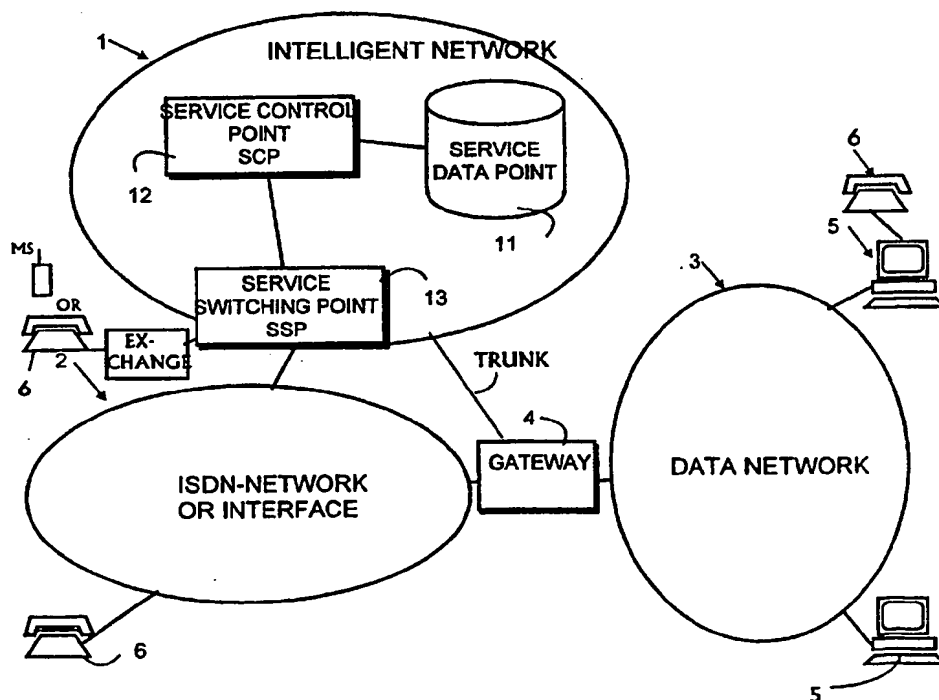 1
INTELLIGENT NETWORK
SERVICE CONTROL
POINT
SCP
12
SERVICE
DATA POINT
11
6
5
MS
OR
6
2
EX-
CHANGE
SERVICE
SWITCHING POINT
SSP
13
3
TRUNK
4
GATEWAY
ISDN-NETWORK
OR INTERFACE
DATA NETWORK
6
5